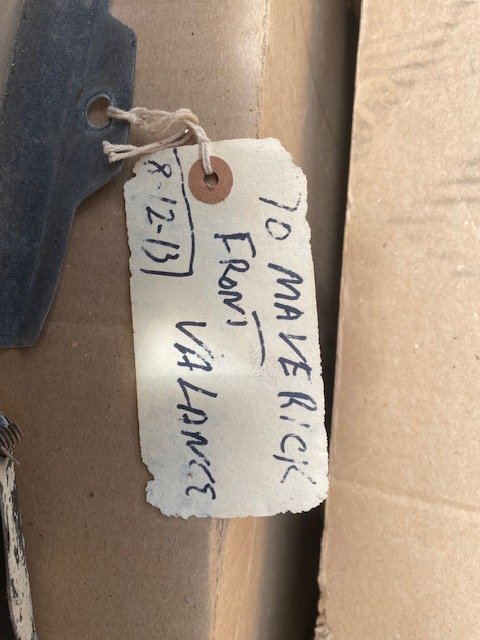 70 MAVERICK
FRONT
VALANCE
8-12-13